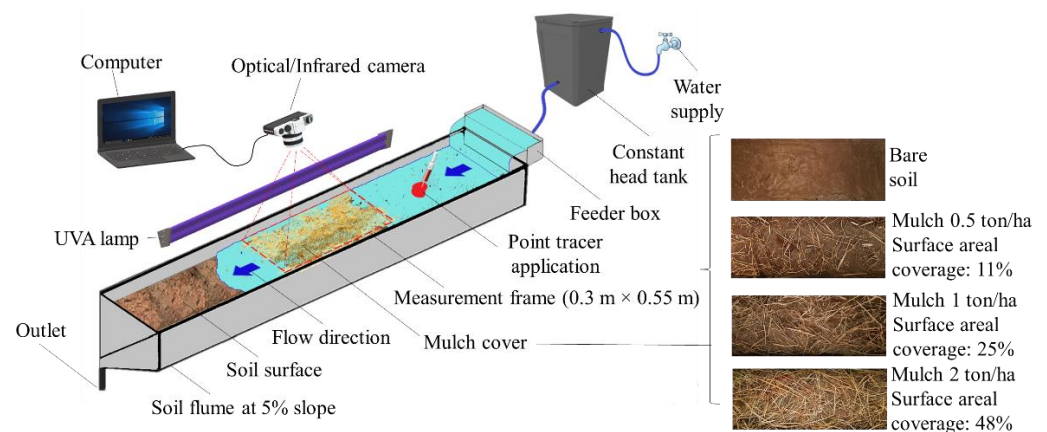 Computer
Optical/Infrared camera
Water
supply
Constant
head tank
Feeder box
UVA lamp
Point tracer
application
Measurement frame (0.3 m × 0.55 m)
Outlet
Flow direction
Mulch cover
Soil surface
Soil flume at 5% slope
Bare
soil
Mulch 0.5 ton/ha
Surface areal
coverage: 11%
Mulch 1 ton/ha
Surface areal
coverage: 25%
Mulch 2 ton/ha
Surface areal
coverage: 48%